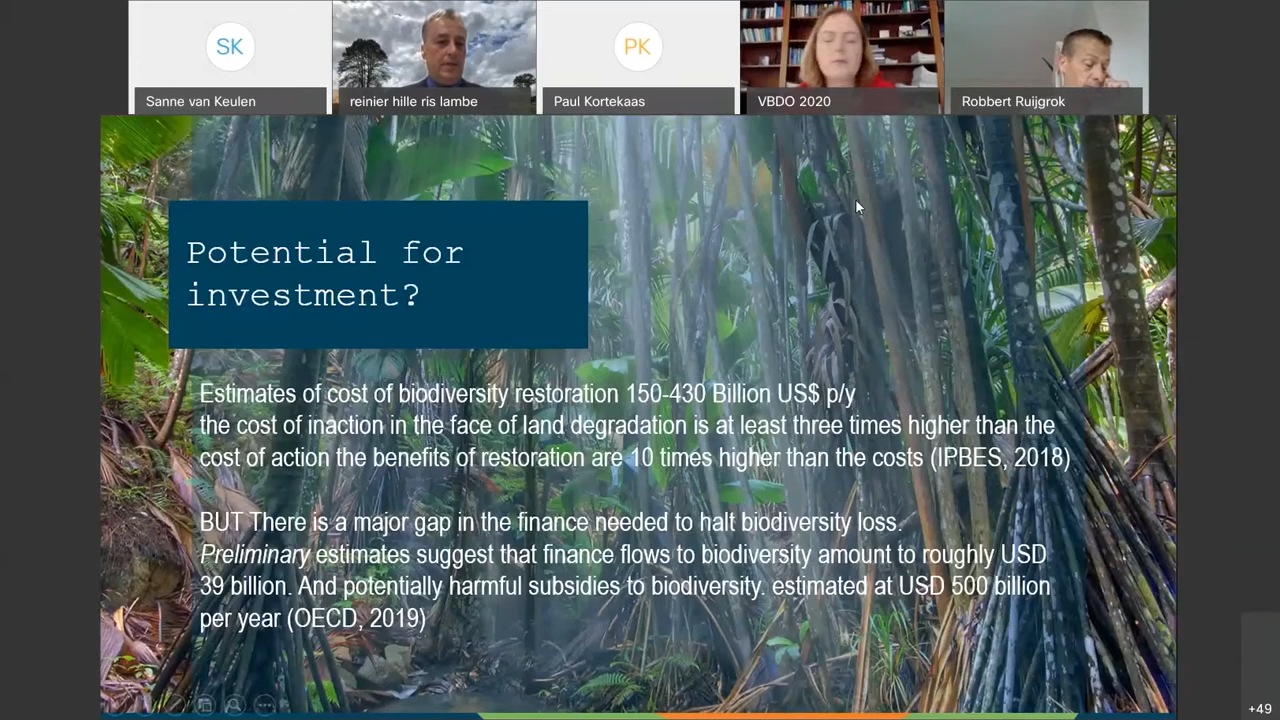 SK
PK
Sanne van Keulen
reinier hille ris lambe
Paul Kortekaas
VBDO 2020
Robbert Ruijgrok
Potential for
investment?
Estimates of cost of biodiversity restoration 150-430 Billion US$ p/y
the cost of inaction in the face of land degradation is at least three times higher than the
cost of action the benefits of restoration are 10 times higher than the costs (IPBES, 2018)
BUT There is a major gap in the finance needed to halt biodiversity loss.
Preliminary estimates suggest that finance flows to biodiversity amount to roughly USD
39 billion. And potentially harmful subsidies to biodiversity. estimated at USD 500 billion
per year (OECD, 2019)
+49